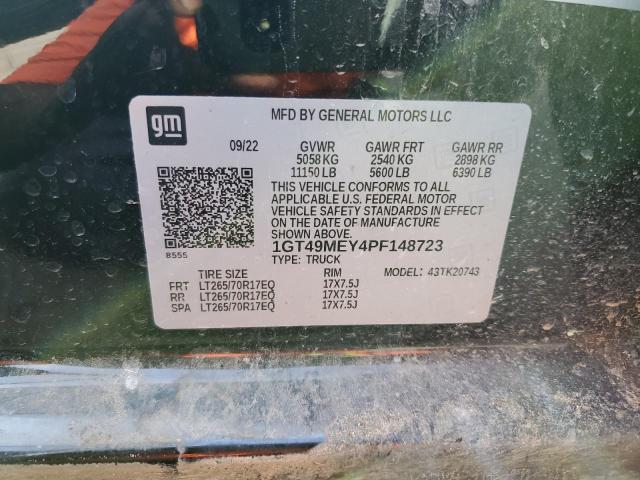 gm
MFD BY GENERAL MOTORS LLC
09/22 GVWR GAWR FRT GAWR RR
5058 KG 2540 KG 2898 KG
11150 LB 5600 LB 6390 LB
THIS VEHICLE CONFORMS TO ALL
APPLICABLE U.S. FEDERAL MOTOR
VEHICLE SAFETY STANDARDS IN EFFECT
ON THE DATE OF MANUFACTURE
SHOWN ABOVE.
1GT49MEY4PF148723
8555
TYPE: TRUCK
TIRE SIZE RIM MODEL: 43TK20743
FRT LT265/70R17EQ 17X7.5J
RR LT265/70R17EQ 17X7.5J
SPA LT265/70R17EQ 17X7.5J